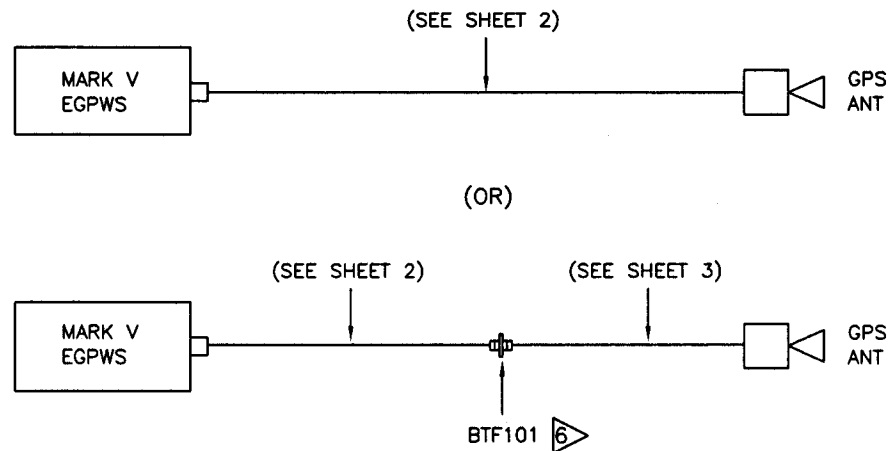 (SEE SHEET 2)
MARK V
EGPWS
GPS
ANT
(OR)
(SEE SHEET 2)
(SEE SHEET 3)
MARK V
EGPWS
GPS
ANT
BTF101 6